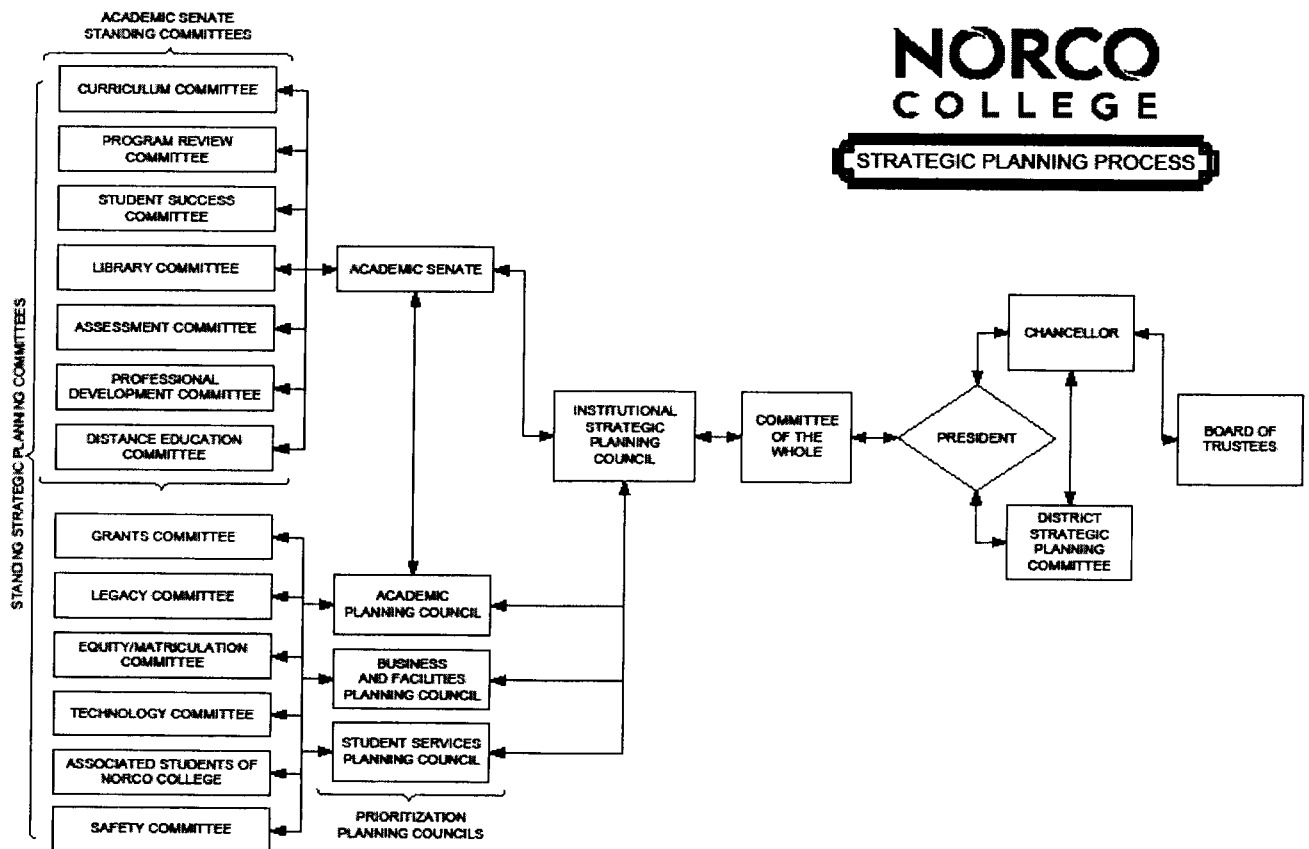 ACADEMIC SENATE
STANDING COMMITTEES
NORCO
COLLEGE
STRATEGIC PLANNING PROCESS
STANDING STRATEGIC PLANNING COMMITTEES
CURRICULUM COMMITTEE
PROGRAM REVIEW
COMMITTEE
STUDENT SUCCESS
COMMITTEE
LIBRARY COMMITTEE
ASSESSMENT COMMITTEE
PROFESSIONAL
DEVELOPMENT COMMITTEE
DISTANCE EDUCATION
COMMITTEE
GRANTS COMMITTEE
LEGACY COMMITTEE
EQUITY/MATRICULATION
COMMITTEE
TECHNOLOGY COMMITTEE
ASSOCIATED STUDENTS OF
NORCO COLLEGE
SAFETY COMMITTEE
ACADEMIC SENATE
ACADEMIC
PLANNING COUNCIL
BUSINESS
AND FACILITIES
PLANNING COUNCIL
STUDENT SERVICES
PLANNING COUNCIL
PRIORITIZATION
PLANNING COUNCILS
INSTITUTIONAL
STRATEGIC
PLANNING
COUNCIL
COMMITTEE
OF THE
WHOLE
PRESIDENT
CHANCELLOR
DISTRICT
STRATEGIC
PLANNING
COMMITTEE
BOARD OF
TRUSTEES